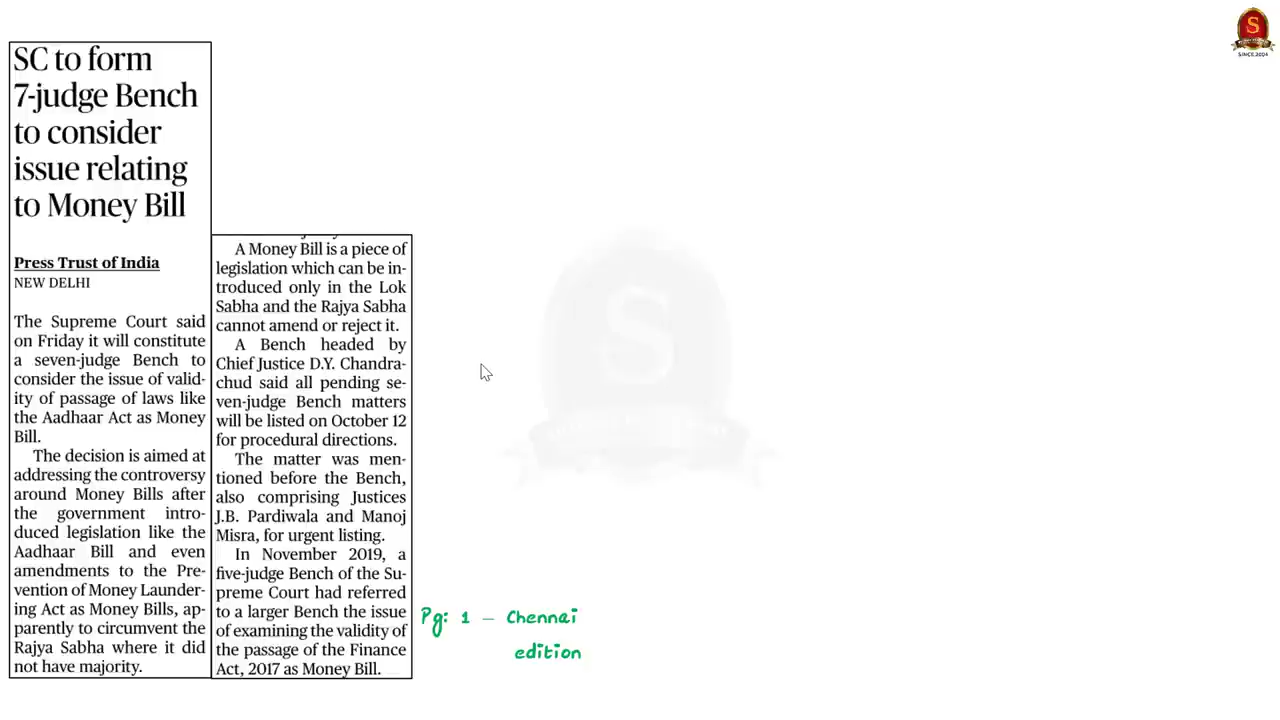 SC to form
7-judge Bench
to consider
issue relating
to Money Bill
Press Trust of India
NEW DELHI
The Supreme Court said
on Friday it will constitute
a seven-judge Bench to
consider the issue of valid-
ity of passage of laws like
the Aadhaar Act as Money
Bill.
The decision is aimed at
addressing the controversy
around Money Bills after
the government intro-
duced legislation like the
Aadhaar Bill and even
amendments to the Pre-
vention of Money Launder-
ing Act as Money Bills, ap-
parently to circumvent the
Rajya Sabha where it did
not have majority.
A Money Bill is a piece of
legislation which can be in-
troduced only in the Lok
Sabha and the Rajya Sabha
cannot amend or reject it.
A Bench headed by
Chief Justice D.Y. Chandra-
chud said all pending se-
ven-judge Bench matters
will be listed on October 12
for procedural directions.
The matter was men-
tioned before the Bench,
also comprising Justices
J.B. Pardiwala and Manoj
Misra, for urgent listing.
In November 2019, a
five-judge Bench of the Su-
preme Court had referred
to a larger Bench the issue
of examining the validity of
the passage of the Finance
Act, 2017 as Money Bill.
Pg: 1 – Chennai
edition
S
SINCE 2004
S